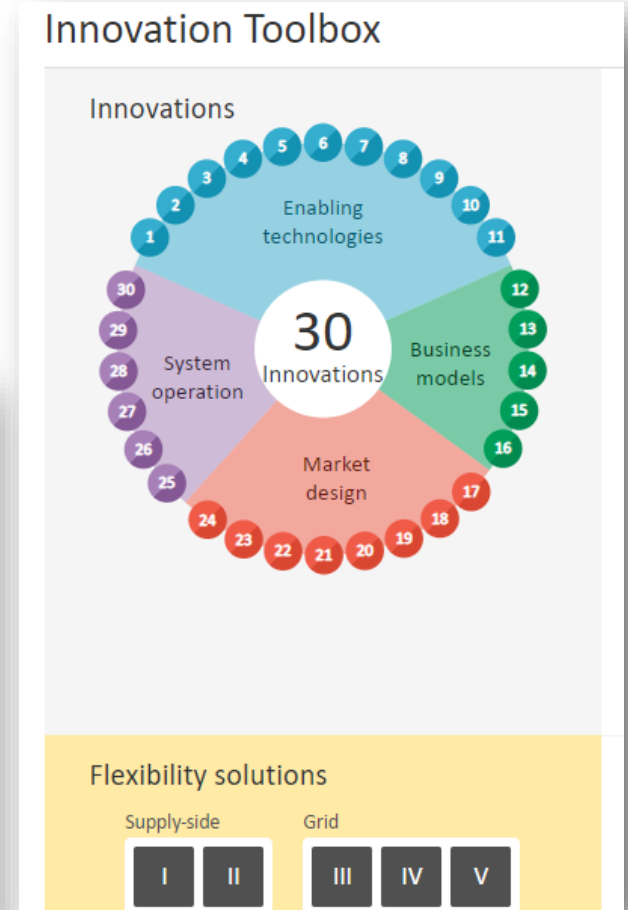 Innovation Toolbox
Innovations
1
2
3
4
5
6
7
8
9
10
11
Enabling
technologies
12
13
14
15
16
Business
models
17
18
19
20
21
22
23
24
Market
design
25
26
27
28
29
30
System
operation
30
Innovations
Flexibility solutions
Supply-side
Grid
I
II
III
IV
V